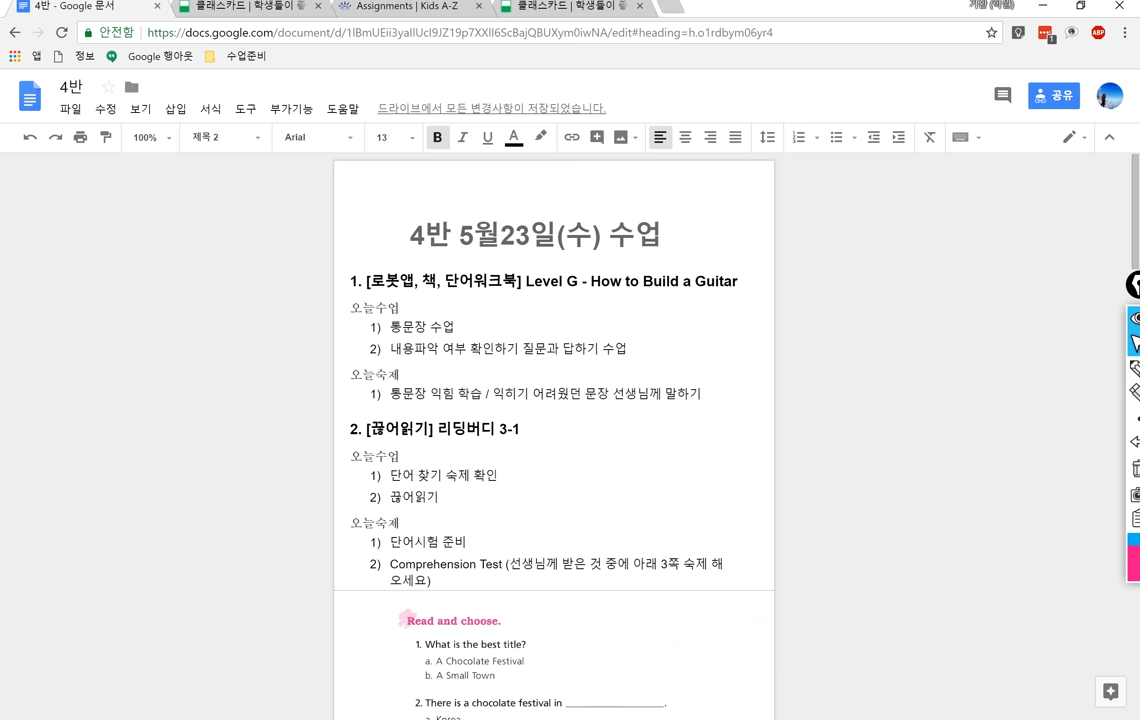 4반 - Google 문서
클래스카드 | 학생들이 좋
Assignments | Kids A-Z
클래스카드 | 학생들이 좋
안전함 https://docs.google.com/document/d/1IBmUEii3yaIlUcI9JZ19p7XXlI6ScBajQBUXym0iwNA/edit#heading=h.o1rdbym06yr4
ABP
앱 정보 Google 행아웃 수업준비
4반
파일 수정 보기 삽입 서식 도구 부가기능 도움말 드라이브에서 모든 변경사항이 저장되었습니다.
공유
100% 제목 2 Arial 13 B I U A
4반 5월23일(수) 수업
1. [로봇앱, 책, 단어워크북] Level G - How to Build a Guitar
오늘수업
1) 통문장 수업
2) 내용파악 여부 확인하기 질문과 답하기 수업
오늘숙제
1) 통문장 익힘 학습 / 익히기 어려웠던 문장 선생님께 말하기
2. [끊어읽기] 리딩버디 3-1
오늘수업
1) 단어 찾기 숙제 확인
2) 끊어읽기
오늘숙제
1) 단어시험 준비
2) Comprehension Test (선생님께 받은 것 중에 아래 3쪽 숙제 해
오세요)
Read and choose.
1. What is the best title?
a. A Chocolate Festival
b. A Small Town
2. There is a chocolate festival in ____________.
a. Korea